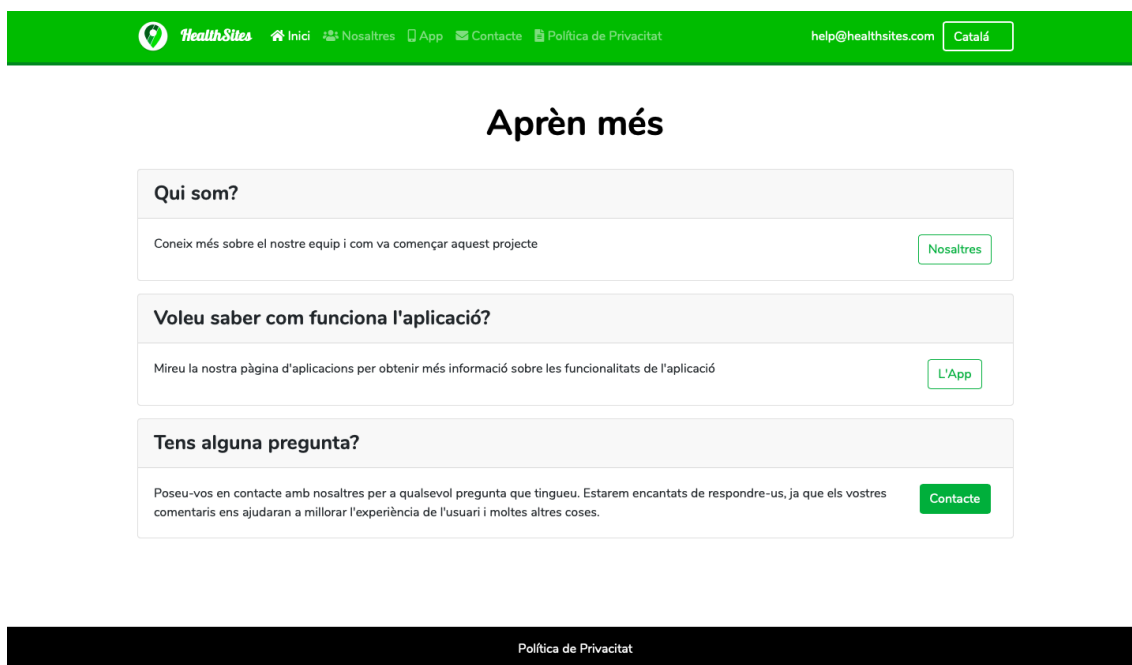 HealthSites Inici Nosaltres App Contacte Política de Privacitat help@healthsites.com Catalá
Aprèn més
Qui som?
Coneix més sobre el nostre equip i com va començar aquest projecte
Nosaltres
Voleu saber com funciona l'aplicació?
Mireu la nostra pàgina d'aplicacions per obtenir més informació sobre les funcionalitats de l'aplicació
L'App
Tens alguna pregunta?
Poseu-vos en contacte amb nosaltres per a qualsevol pregunta que tingueu. Estarem encantats de respondre-us, ja que els vostres
comentaris ens ajudaran a millorar l'experiència de l'usuari i moltes altres coses.
Contacte
Política de Privacitat